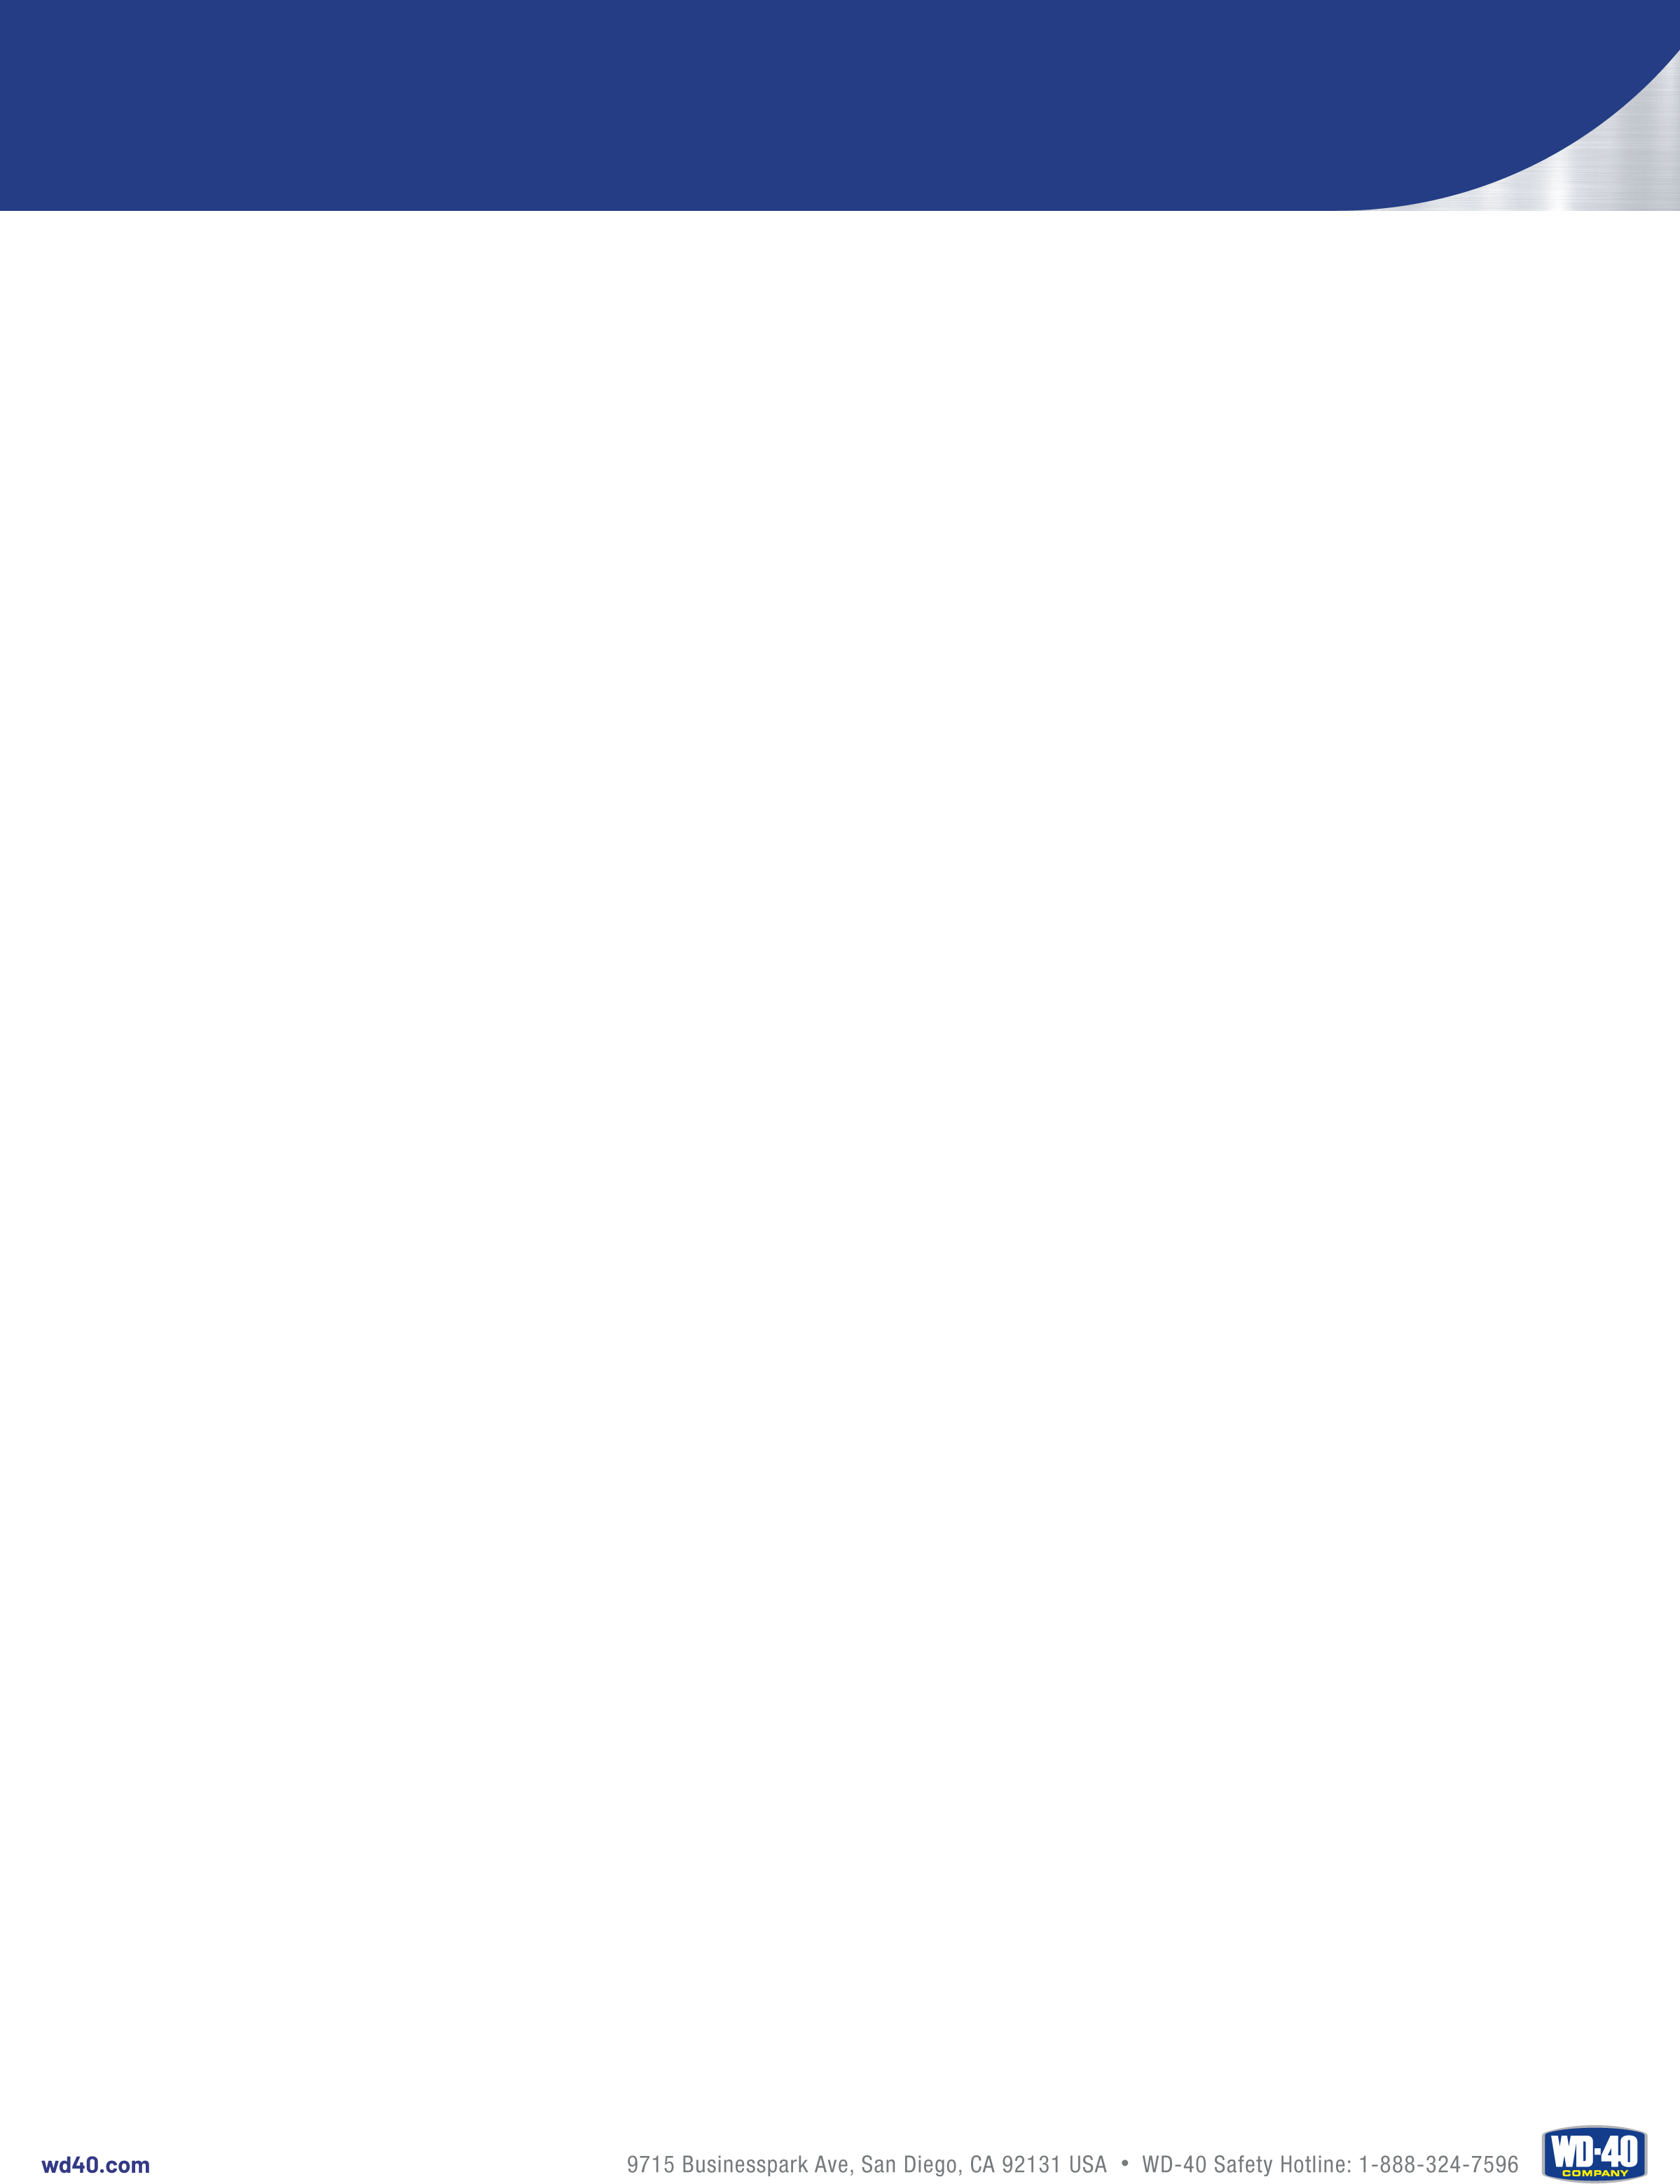 wd40.com
9715 Businesspark Ave, San Diego, CA 92131 USA • WD-40 Safety Hotline: 1-888-324-7596
WD-40
COMPANY